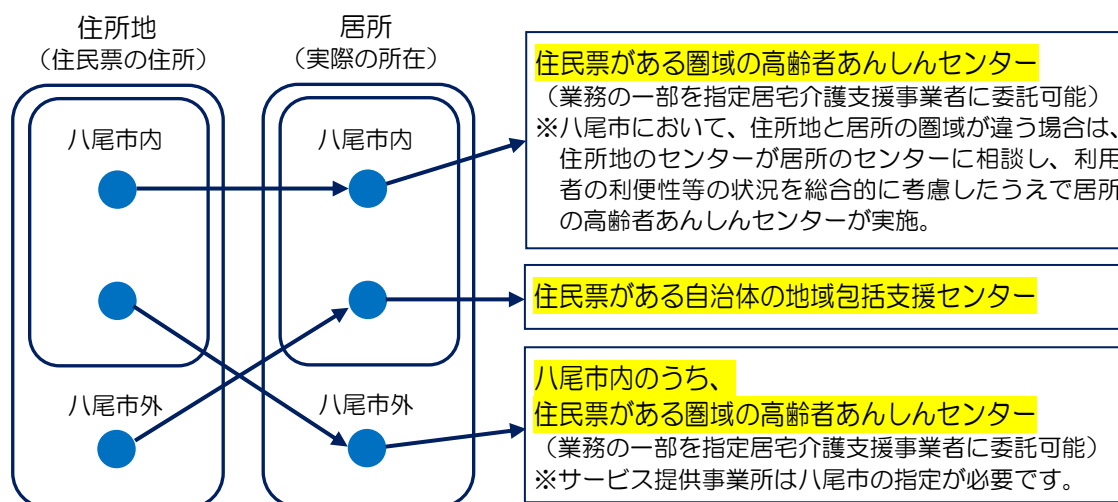 住所地
（住民票の住所）
居所
（実際の所在）
八尾市内
八尾市内
八尾市外
八尾市外
住民票がある圏域の高齢者あんしんセンター
（業務の一部を指定居宅介護支援事業者に委託可能）
※八尾市において、住所地と居所の圏域が違う場合は、
住所地のセンターが居所のセンターに相談し、利用
者の利便性等の状況を総合的に考慮したうえで居所
の高齢者あんしんセンターが実施。
住民票がある自治体の地域包括支援センター
八尾市内のうち、
住民票がある圏域の高齢者あんしんセンター
（業務の一部を指定居宅介護支援事業者に委託可能）
※サービス提供事業所は八尾市の指定が必要です。